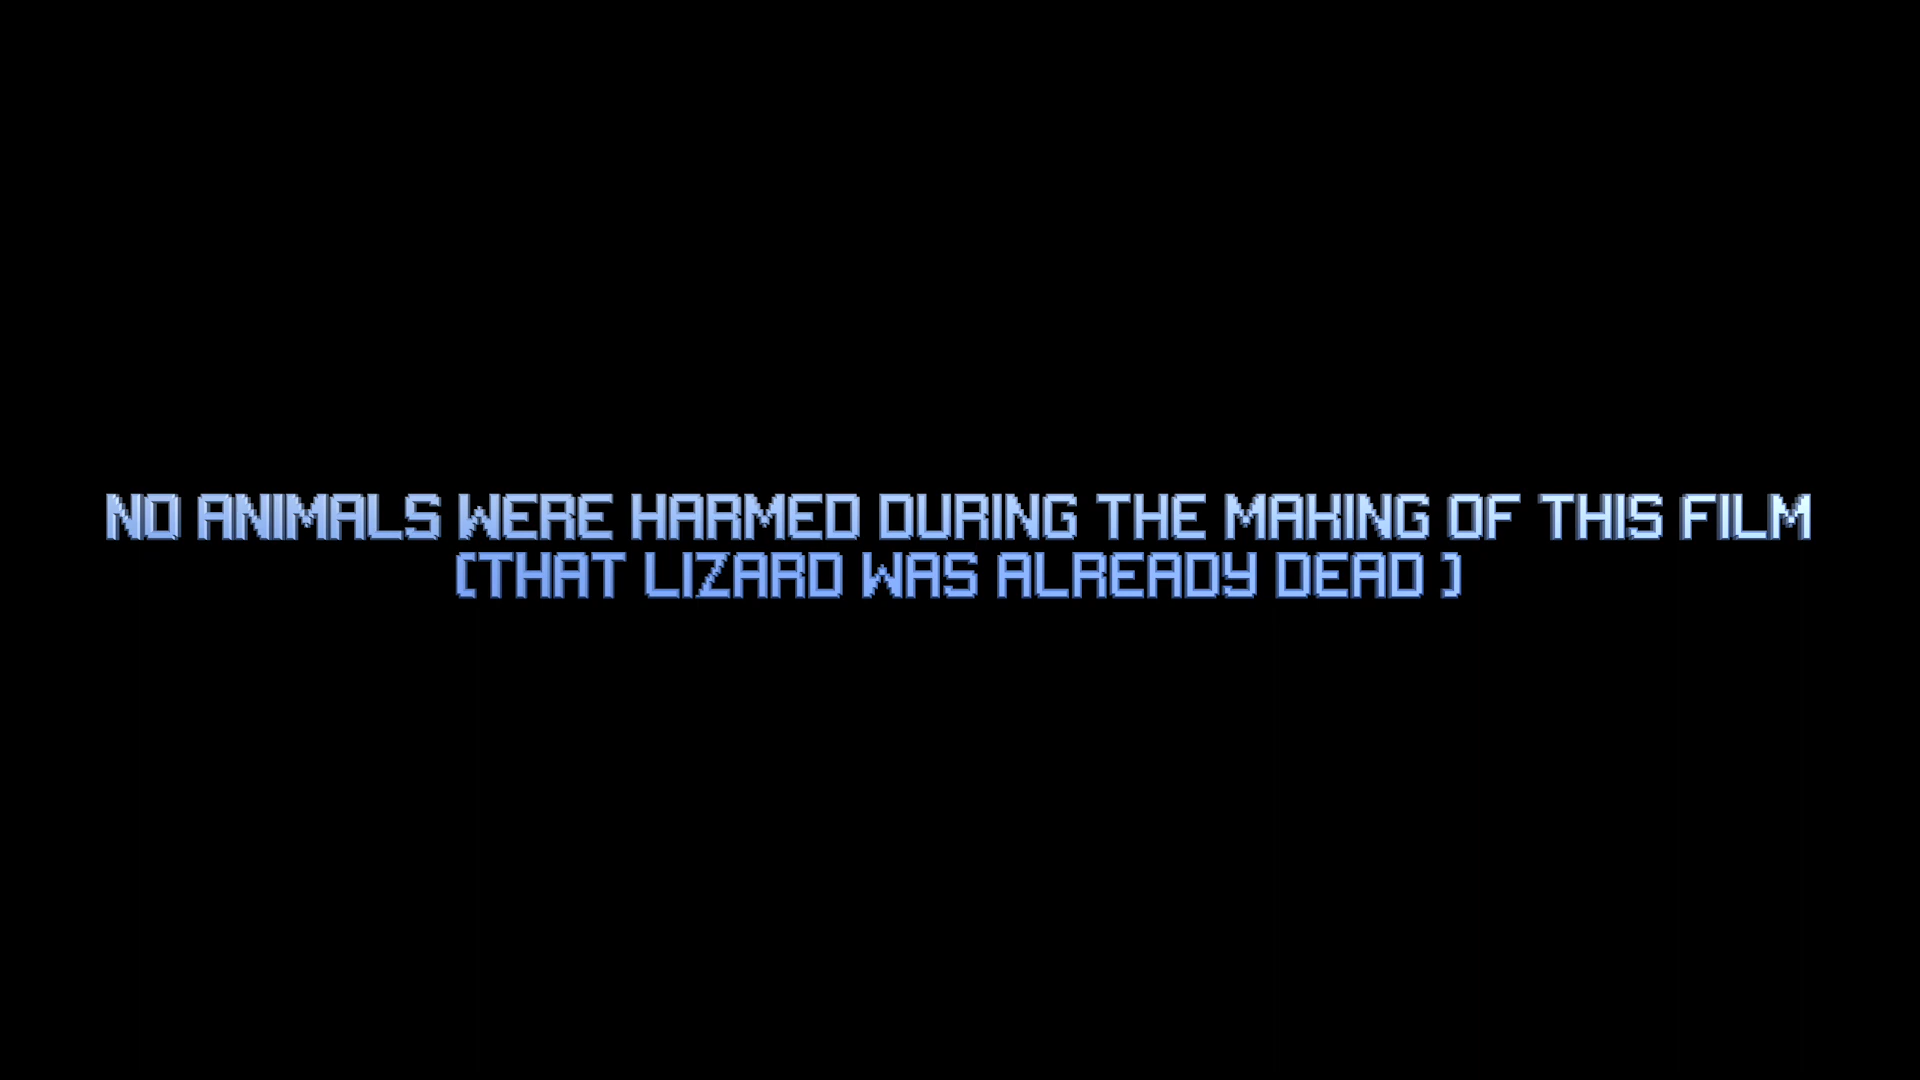 NO ANIMALS WERE HARMED DURING THE MAKING OF THIS FILM
(THAT LIZARD WAS ALREADY DEAD )